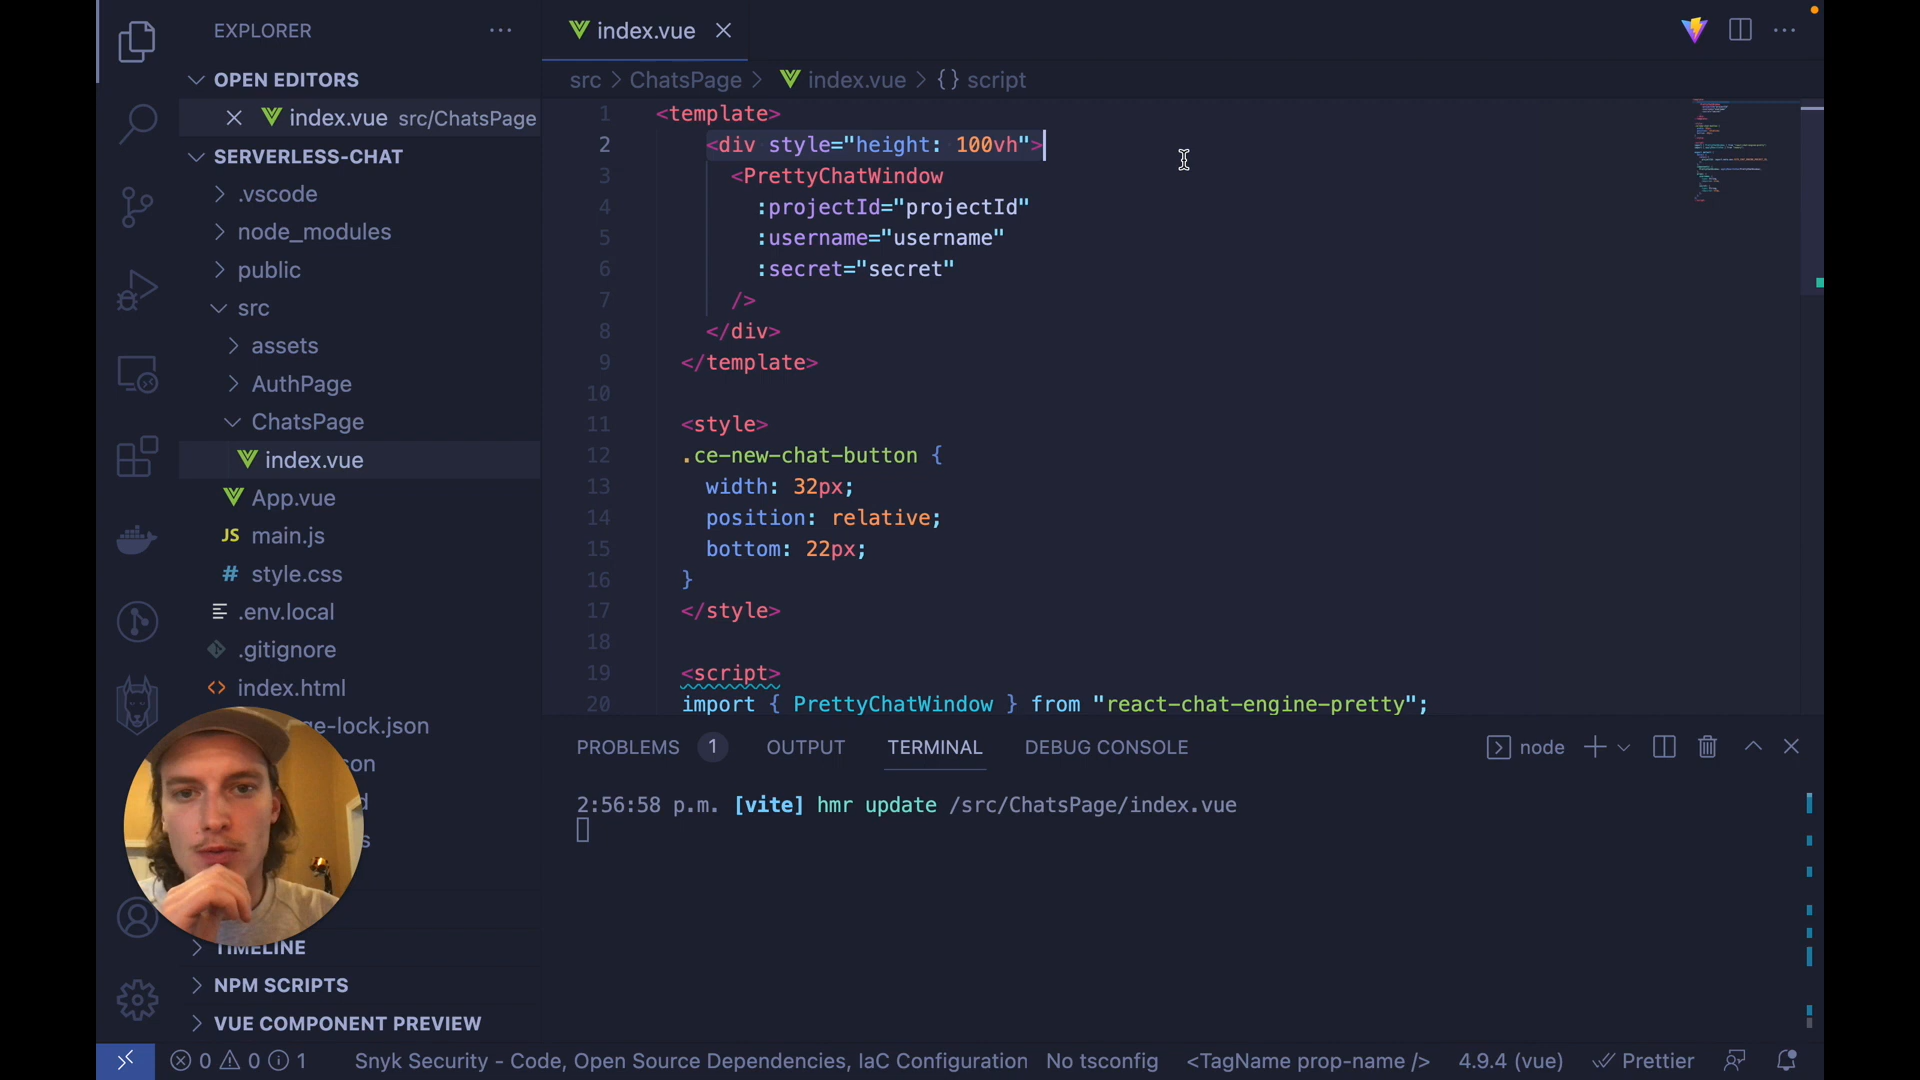 EXPLORER
OPEN EDITORS
index.vue src/ChatsPage
SERVERLESS-CHAT
.vscode
node_modules
public
src
assets
AuthPage
ChatsPage
index.vue
App.vue
JS main.js
# style.css
.env.local
.gitignore
index.html
ge-lock.json
on
TIMELINE
NPM SCRIPTS
VUE COMPONENT PREVIEW
index.vue
src > ChatsPage > index.vue > {} script
1 <template>
2 <div style="height: 100vh">
3 <PrettyChatWindow
4 :projectId="projectId"
5 :username="username"
6 :secret="secret"
7 />
8 </div>
9 </template>
10
11 <style>
12 .ce-new-chat-button {
13 width: 32px;
14 position: relative;
15 bottom: 22px;
16 }
17 </style>
18
19 <script>
20 import { PrettyChatWindow } from "react-chat-engine-pretty";
PROBLEMS 1 OUTPUT TERMINAL DEBUG CONSOLE node
2:56:58 p.m. [vite] hmr update /src/ChatsPage/index.vue
0 0 1 Snyk Security - Code, Open Source Dependencies, IaC Configuration No tsconfig <TagName prop-name /> 4.9.4 (vue) Prettier